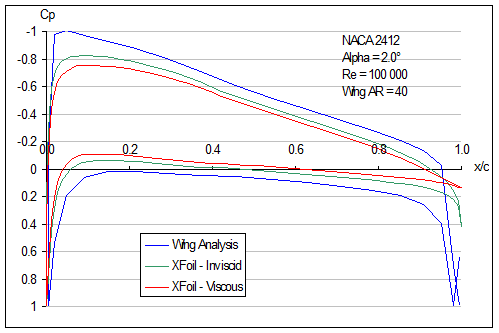 Cp
-1
-0.8
-0.6
-0.4
-0.2
0
0.2
0.4
0.6
0.8
1
0.0
0.2
0.4
0.6
0.8
1.0
x/c
NACA 2412
Alpha = 2.0°
Re = 100 000
Wing AR = 40
Wing Analysis
XFoil - Inviscid
XFoil - Viscous